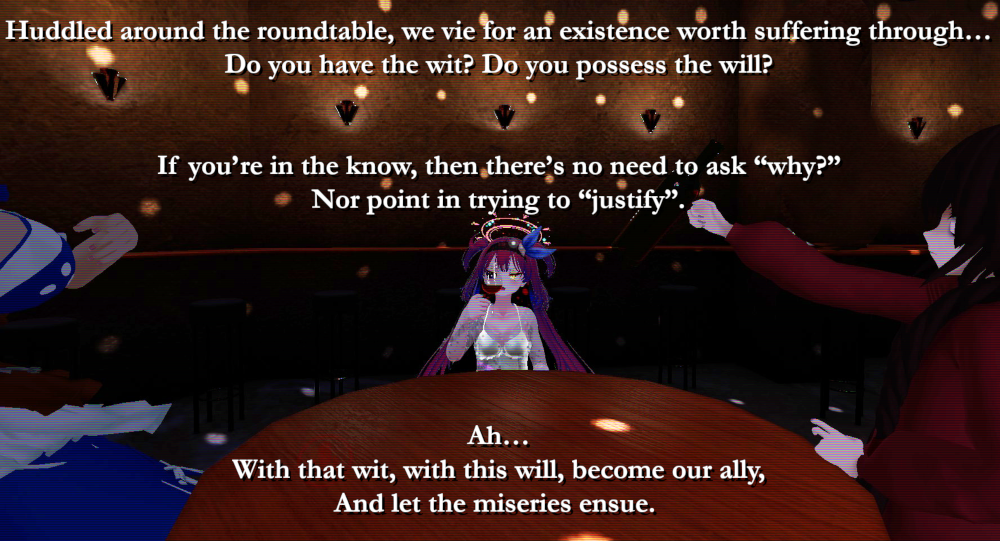 Huddled around the roundtable, we vie for an existence worth suffering through…
Do you have the wit? Do you possess the will?
If you’re in the know, then there’s no need to ask “why?”
Nor point in trying to “justify”.
Ah…
With that wit, with this will, become our ally,
And let the miseries ensue.